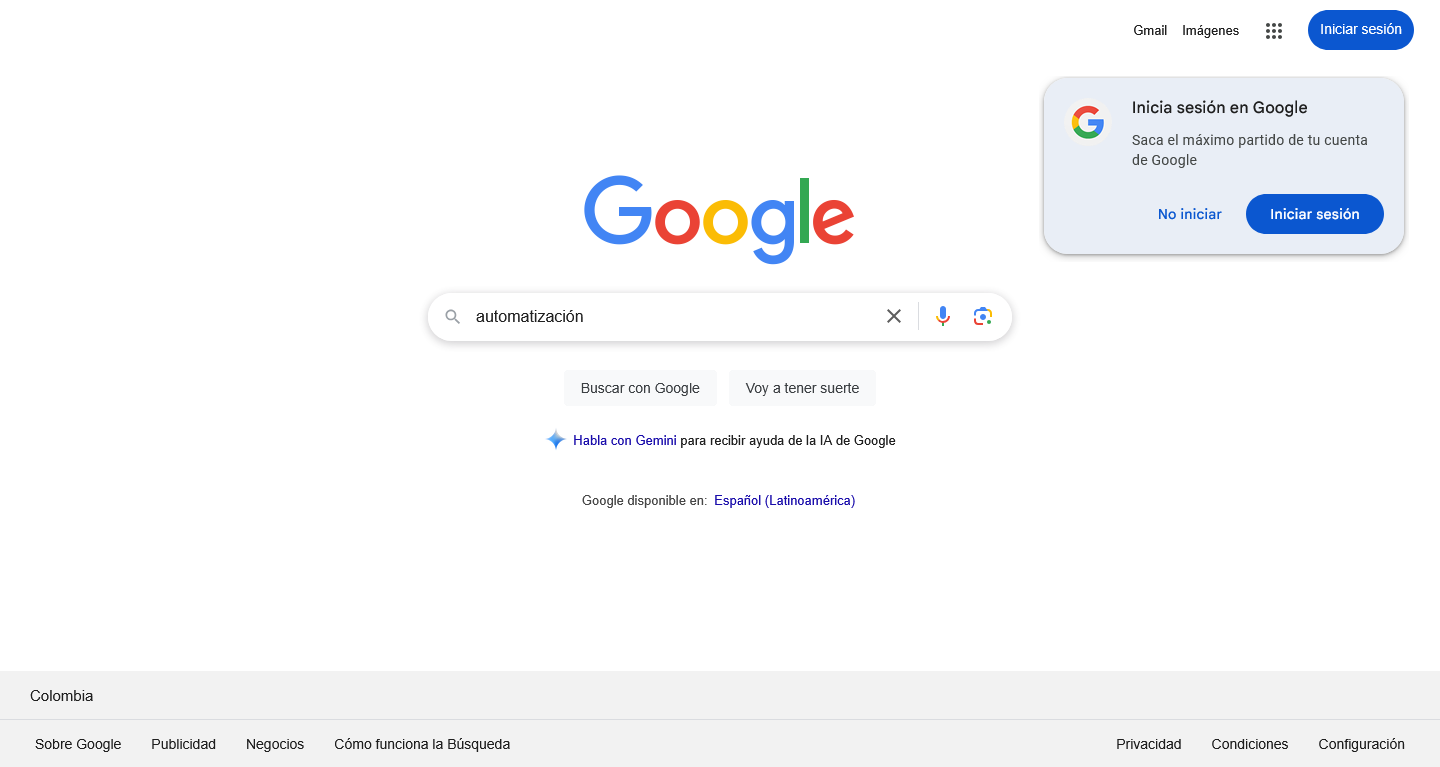 Gmail Imágenes Iniciar sesión
Inicia sesión en Google
Saca el máximo partido de tu cuenta
de Google
No iniciar Iniciar sesión
Google
automatización
Buscar con Google Voy a tener suerte
Habla con Gemini para recibir ayuda de la IA de Google
Google disponible en: Español (Latinoamérica)
Colombia
Sobre Google Publicidad Negocios Cómo funciona la Búsqueda Privacidad Condiciones Configuración